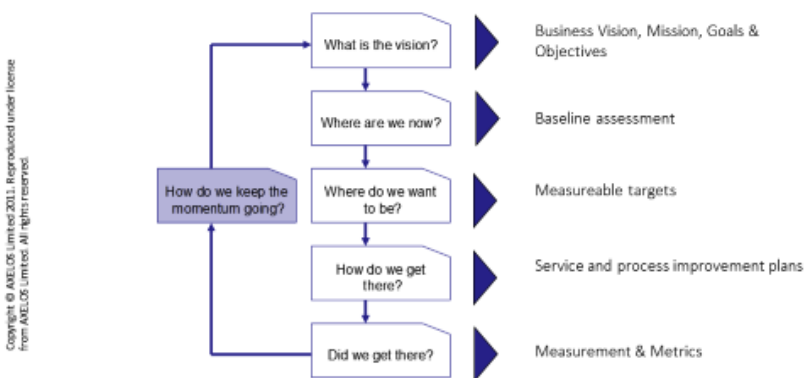 What is the vision?
Business Vision, Mission, Goals &
Objectives
Where are we now?
Baseline assessment
How do we keep the
momentum going?
Where do we want
to be?
Measureable targets
How do we get
there?
Service and process improvement plans
Did we get there?
Measurement & Metrics
Copyright © AXELOS Limited 2011. Reproduced under license
from AXELOS Limited. All rights reserved.